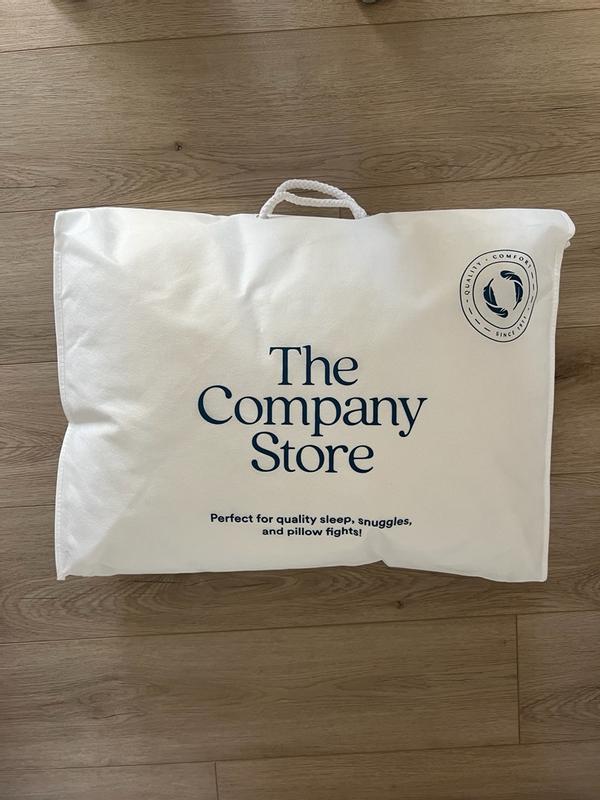 The
Company
Store
QUALITY • COMFORT
SINCE 1911
Perfect for quality sleep, snuggles,
and pillow fights!